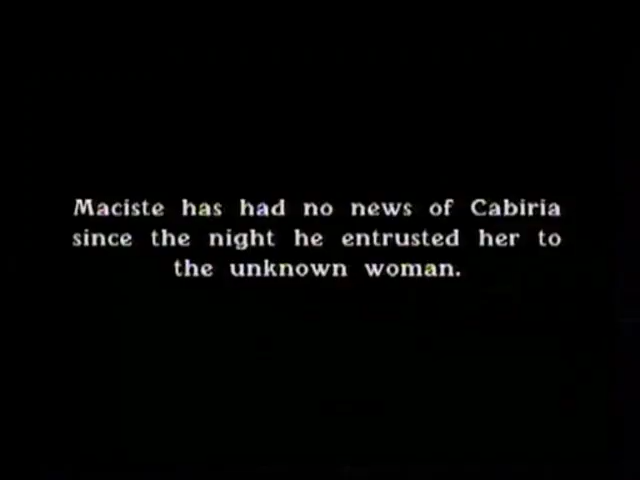 Maciste has had no news of Cabiria
since the night he entrusted her to
the unknown woman.